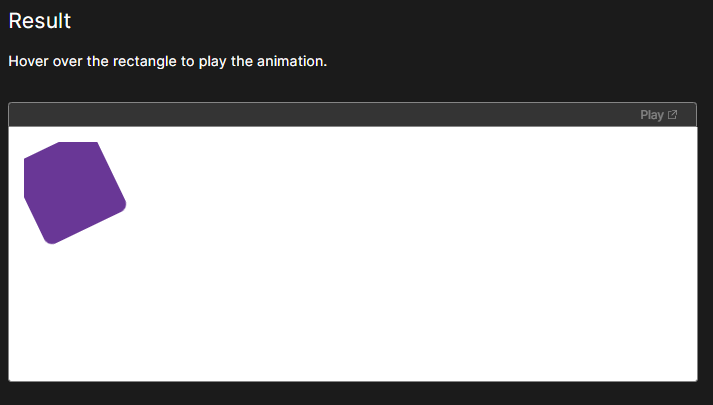 Result
Hover over the rectangle to play the animation.
Play